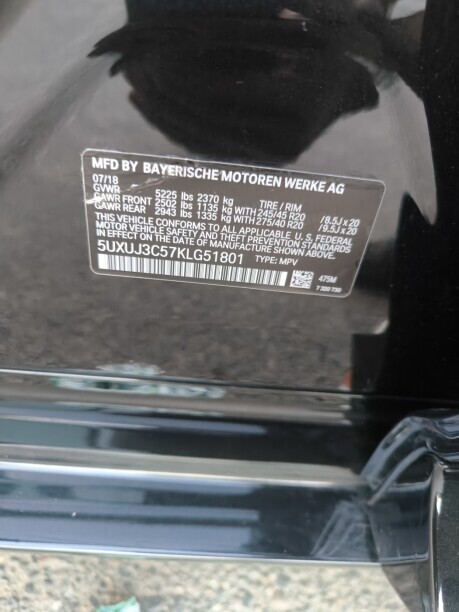 MFD BY BAYERISCHE MOTOREN WERKE AG
07/18
GVWR 5225 lbs 2370 kg TIRE / RIM
GAWR FRONT 2502 lbs 1135 kg WITH 245/45 R20 /8.5J x 20
GAWR REAR 2943 lbs 1335 kg WITH 275/40 R20 /9.5J x 20
THIS VEHICLE CONFORMS TO ALL APPLICABLE U.S. FEDERAL
MOTOR VEHICLE SAFETY AND THEFT PREVENTION STANDARDS
IN EFFECT ON THE DATE OF MANUFACTURE SHOWN ABOVE.
5UXUJ3C57KLG51801 TYPE: MPV
475M
7 320 730